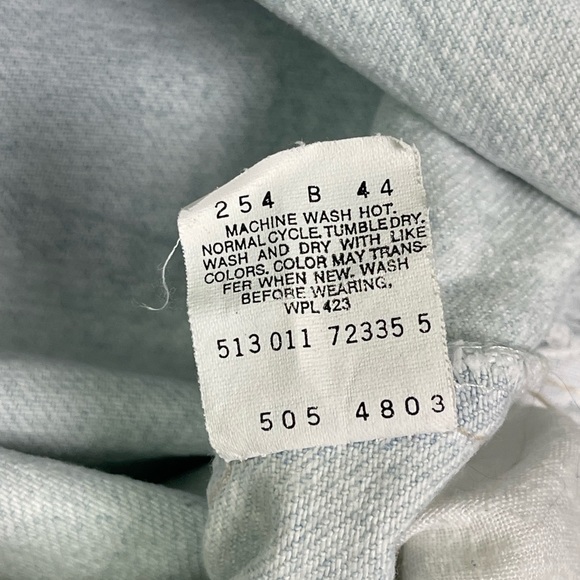 254 B 44
MACHINE WASH HOT.
NORMAL CYCLE. TUMBLE DRY.
WASH AND DRY WITH LIKE
COLORS. COLOR MAY TRANS-
FER WHEN NEW. WASH
BEFORE WEARING.
WPL 423
513 011 72335 5
505 4803